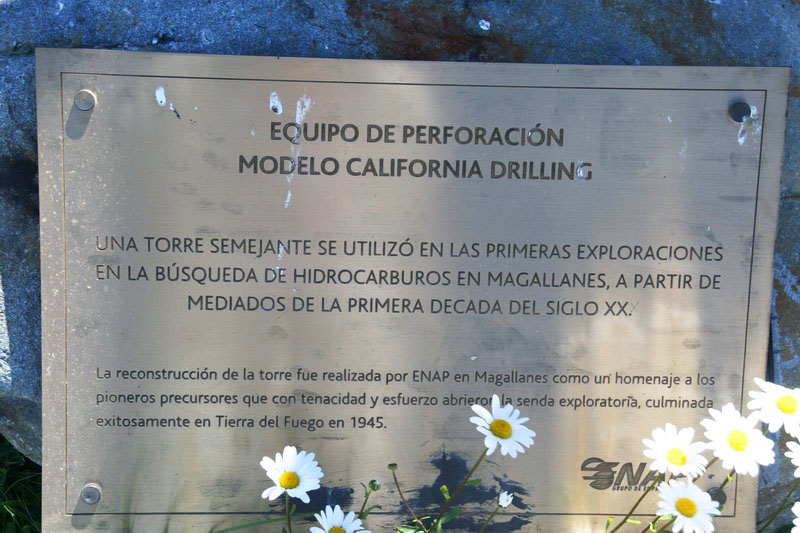 EQUIPO DE PERFORACIÓN
MODELO CALIFORNIA DRILLING
UNA TORRE SEMEJANTE SE UTILIZÓ EN LAS PRIMERAS EXPLORACIONES
EN LA BÚSQUEDA DE HIDROCARBUROS EN MAGALLANES, A PARTIR DE
MEDIADOS DE LA PRIMERA DECADA DEL SIGLO XX.
La reconstrucción de la torre fue realizada por ENAP en Magallanes como un homenaje a los
pioneros precursores que con tenacidad y esfuerzo abrieron la senda exploratoria, culminada
exitosamente en Tierra del Fuego en 1945.
GRUPO DE